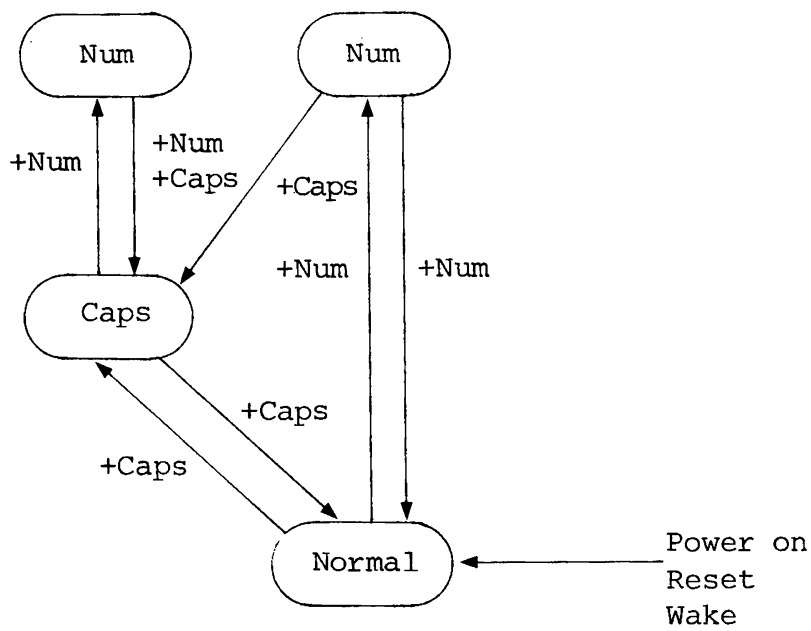 Num
Num
+Num
+Num
+Caps
+Caps
+Num
+Num
Caps
+Caps
+Caps
Normal
Power on
Reset
Wake